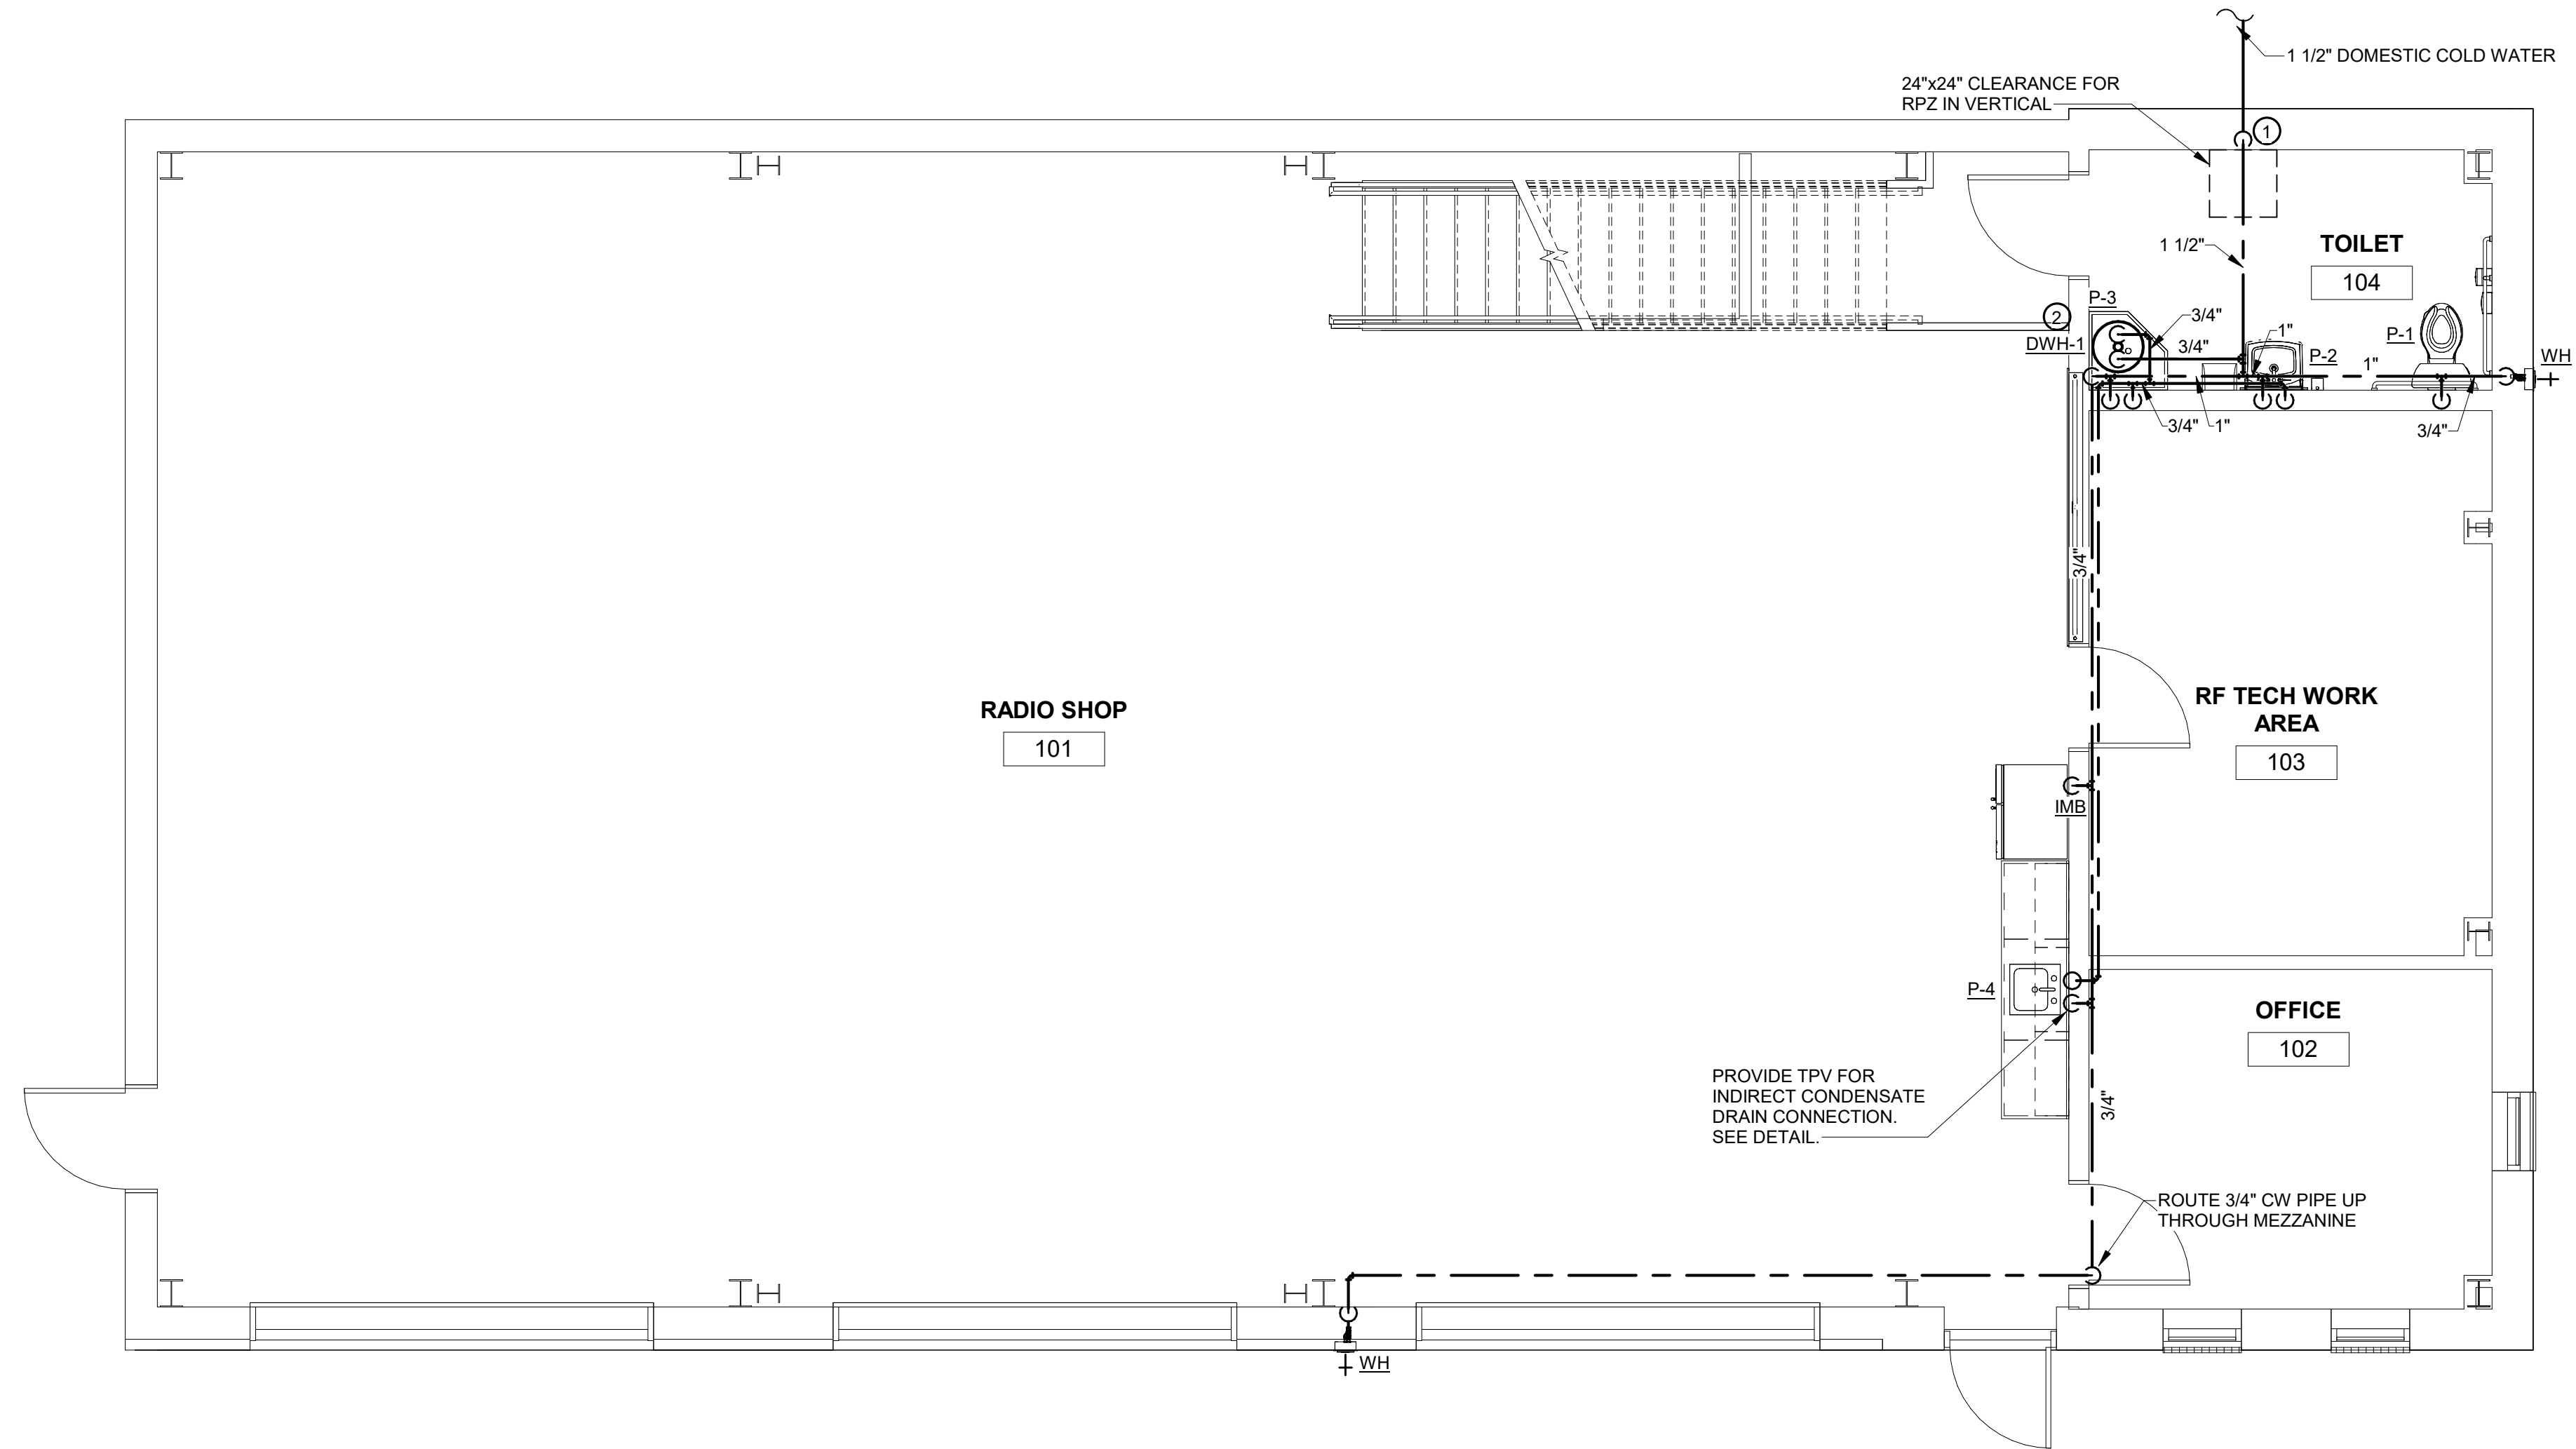 1 1/2" DOMESTIC COLD WATER
24"x24" CLEARANCE FOR
RPZ IN VERTICAL
1
1 1/2"
TOILET
104
P-3
2
3/4"
DWH-1
3/4"
1"
P-2
P-1
1"
WH
3/4"
1"
3/4"
3/4"
RADIO SHOP
101
RF TECH WORK
AREA
103
IMB
P-4
OFFICE
102
PROVIDE TPV FOR
INDIRECT CONDENSATE
DRAIN CONNECTION.
SEE DETAIL.
3/4"
ROUTE 3/4" CW PIPE UP
THROUGH MEZZANINE
WH